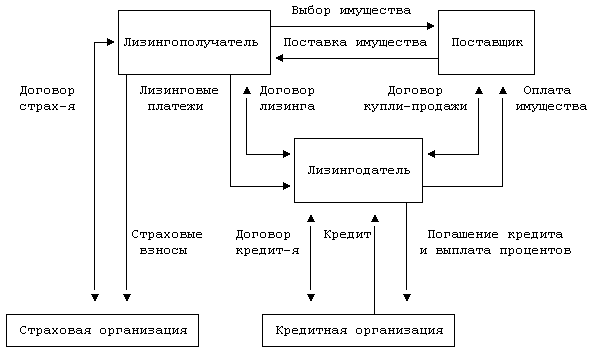 Выбор имущества
Лизингополучатель
Поставка имущества
Поставщик
Договор
страх-я
Лизинговые
платежи
Договор
лизинга
Договор
купли-продажи
Оплата
имущества
Лизингодатель
Страховые
взносы
Договор
кредит-я
Кредит
Погашение кредита
и выплата процентов
Страховая организация
Кредитная организация